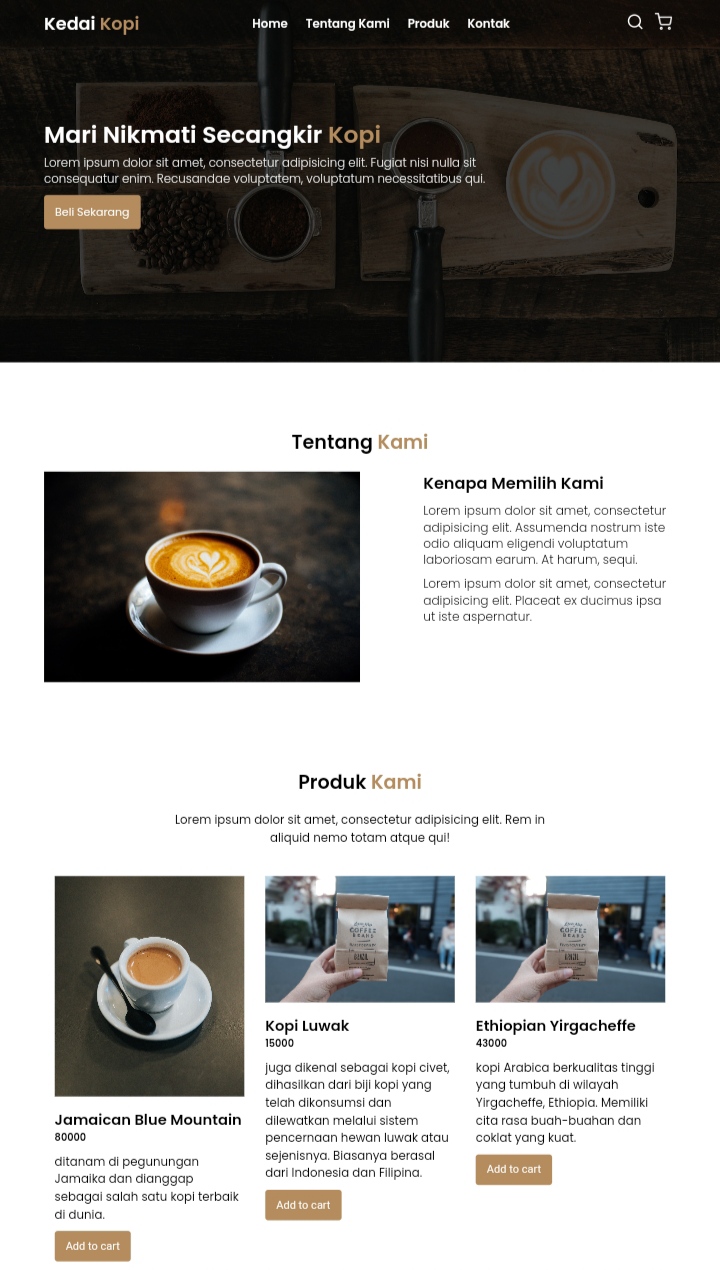 Kedai Kopi
Home Tentang Kami Produk Kontak
Mari Nikmati Secangkir Kopi
Lorem ipsum dolor sit amet, consectetur adipisicing elit. Fugiat nisi nulla sit
consequatur enim. Recusandae voluptatem, voluptatum necessitatibus qui.
Beli Sekarang
Tentang Kami
Kenapa Memilih Kami
Lorem ipsum dolor sit amet, consectetur
adipisicing elit. Assumenda nostrum iste
odio aliquam eligendi voluptatum
laboriosam earum. At harum, sequi.
Lorem ipsum dolor sit amet, consectetur
adipisicing elit. Placeat ex ducimus ipsa
ut iste aspernatur.
Produk Kami
Lorem ipsum dolor sit amet, consectetur adipisicing elit. Rem in
aliquid nemo totam atque qui!
Jamaican Blue Mountain
80000
ditanam di pegunungan
Jamaika dan dianggap
sebagai salah satu kopi terbaik
di dunia.
Add to cart
COFFEE
BEANS
Kopi Luwak
15000
juga dikenal sebagai kopi civet,
dihasilkan dari biji kopi yang
telah dikonsumsi dan
dilewatkan melalui sistem
pencernaan hewan luwak atau
sejenisnya. Biasanya berasal
dari Indonesia dan Filipina.
Add to cart
COFFEE
BEANS
Ethiopian Yirgacheffe
43000
kopi Arabica berkualitas tinggi
yang tumbuh di wilayah
Yirgacheffe, Ethiopia. Memiliki
cita rasa buah-buahan dan
coklat yang kuat.
Add to cart